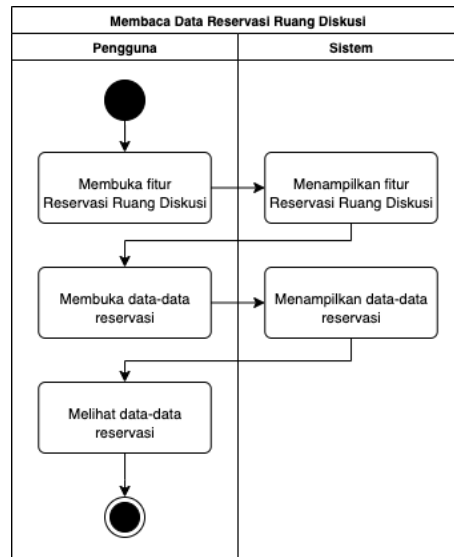 Membaca Data Reservasi Ruang Diskusi
Pengguna
Sistem
Membuka fitur
Reservasi Ruang Diskusi
Menampilkan fitur
Reservasi Ruang Diskusi
Membuka data-data
reservasi
Menampilkan data-data
reservasi
Melihat data-data
reservasi